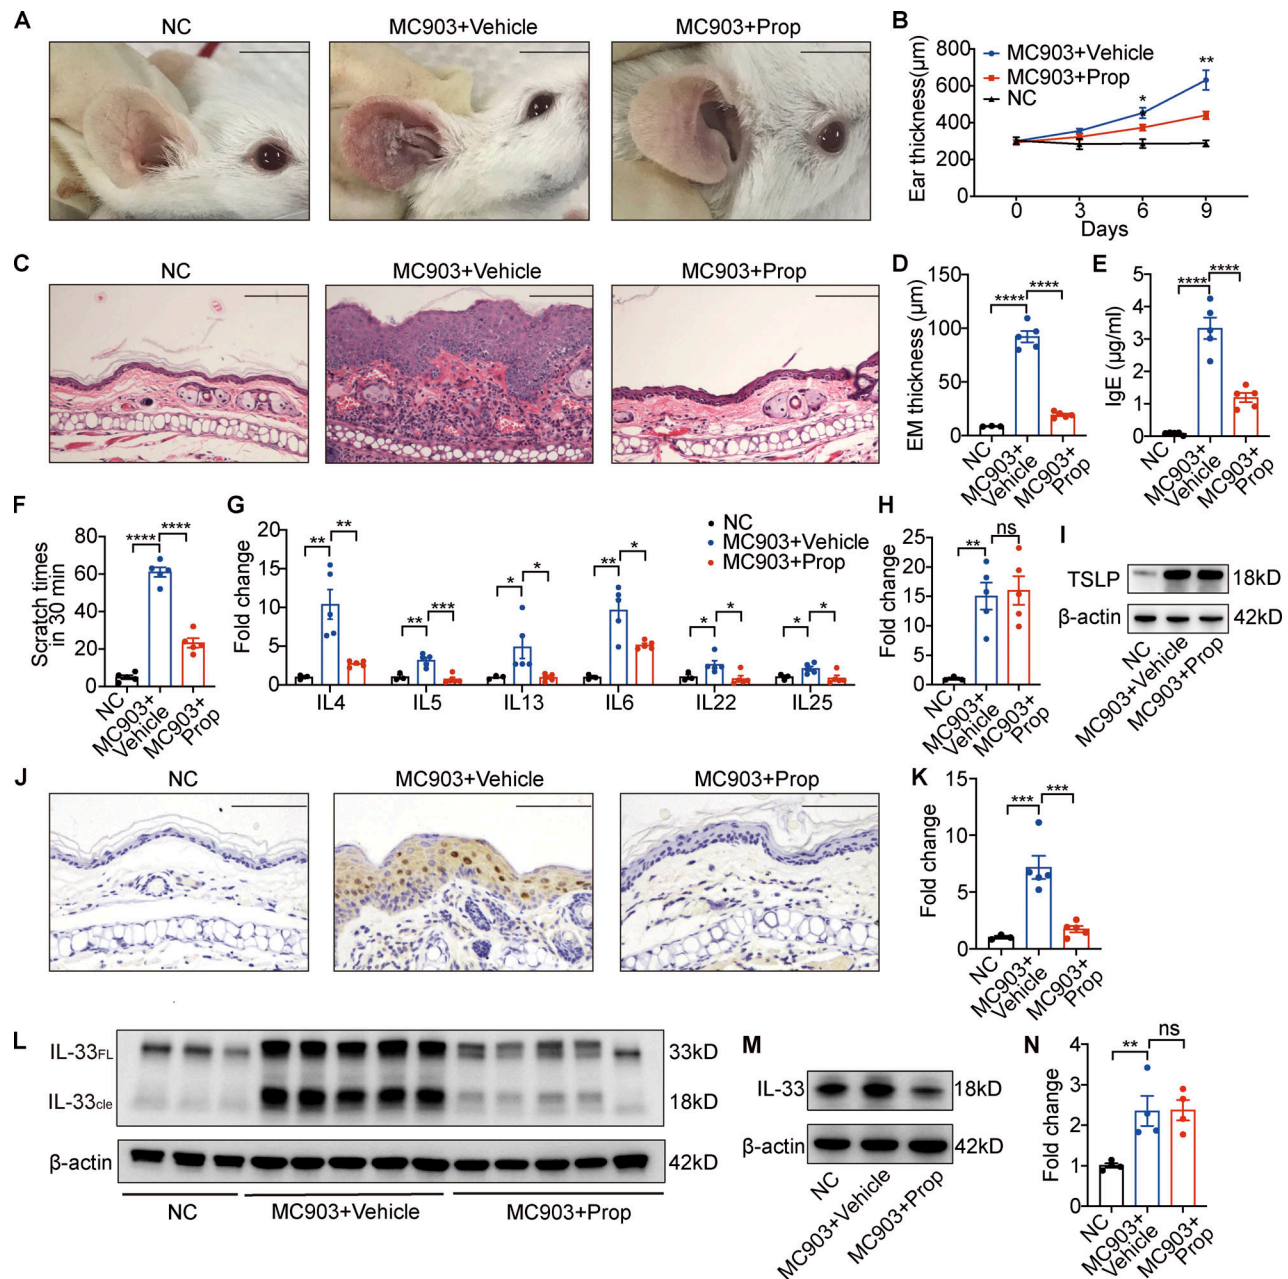 A
NC
MC903+Vehicle
MC903+Prop
B
Ear thickness(μm)
800
600
400
200
0
MC903+Vehicle
MC903+Prop
NC
*
**
0 3 6 9
Days
C
NC
MC903+Vehicle
MC903+Prop
D
EM thickness (μm)
150
100
50
0
**** ****
NC
MC903+
Vehicle
MC903+
Prop
E
IgE (μg/ml)
5
4
3
2
1
0
**** ****
NC
MC903+
Vehicle
MC903+
Prop
F
Scratch times
in 30 min
80
60
40
20
0
**** ****
NC
MC903+
Vehicle
MC903+
Prop
G
Fold change
20
15
10
5
0
NC
MC903+Vehicle
MC903+Prop
** **
** ***
* *
** *
* *
* *
IL4 IL5 IL13 IL6 IL22 IL25
H
Fold change
25
20
15
10
5
0
** ns
NC
MC903+
Vehicle
MC903+
Prop
I
TSLP 18kD
β-actin 42kD
NC
MC903+Vehicle
MC903+Prop
J
NC
MC903+Vehicle
MC903+Prop
K
Fold change
15
10
5
0
*** ***
NC
MC903+
Vehicle
MC903+
Prop
L
IL-33FL 33kD
IL-33cle 18kD
β-actin 42kD
NC
MC903+Vehicle
MC903+Prop
M
IL-33 18kD
β-actin 42kD
NC
MC903+Vehicle
MC903+Prop
N
Fold change
4
3
2
1
0
** ns
NC
MC903+
Vehicle
MC903+
Prop